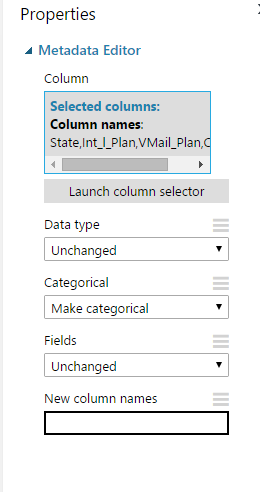 Properties
Metadata Editor
Column
Selected columns:
Column names:
State,Int_l_Plan,VMail_Plan,C
Launch column selector
Data type
Unchanged
Categorical
Make categorical
Fields
Unchanged
New column names